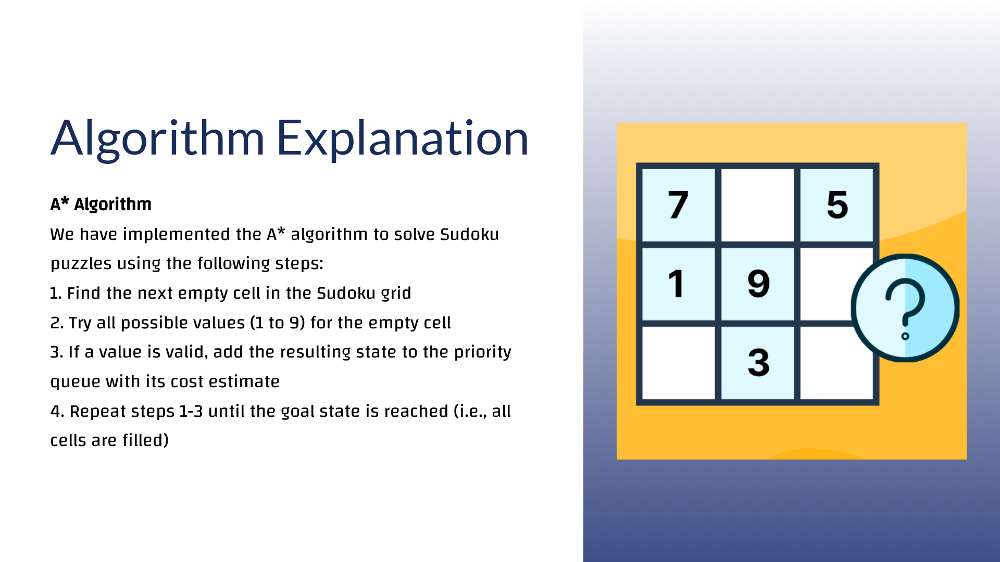 Algorithm Explanation
A* Algorithm
We have implemented the A* algorithm to solve Sudoku
puzzles using the following steps:
1. Find the next empty cell in the Sudoku grid
2. Try all possible values (1 to 9) for the empty cell
3. If a value is valid, add the resulting state to the priority
queue with its cost estimate
4. Repeat steps 1-3 until the goal state is reached (i.e., all
cells are filled)
7 5
1 9
?
3